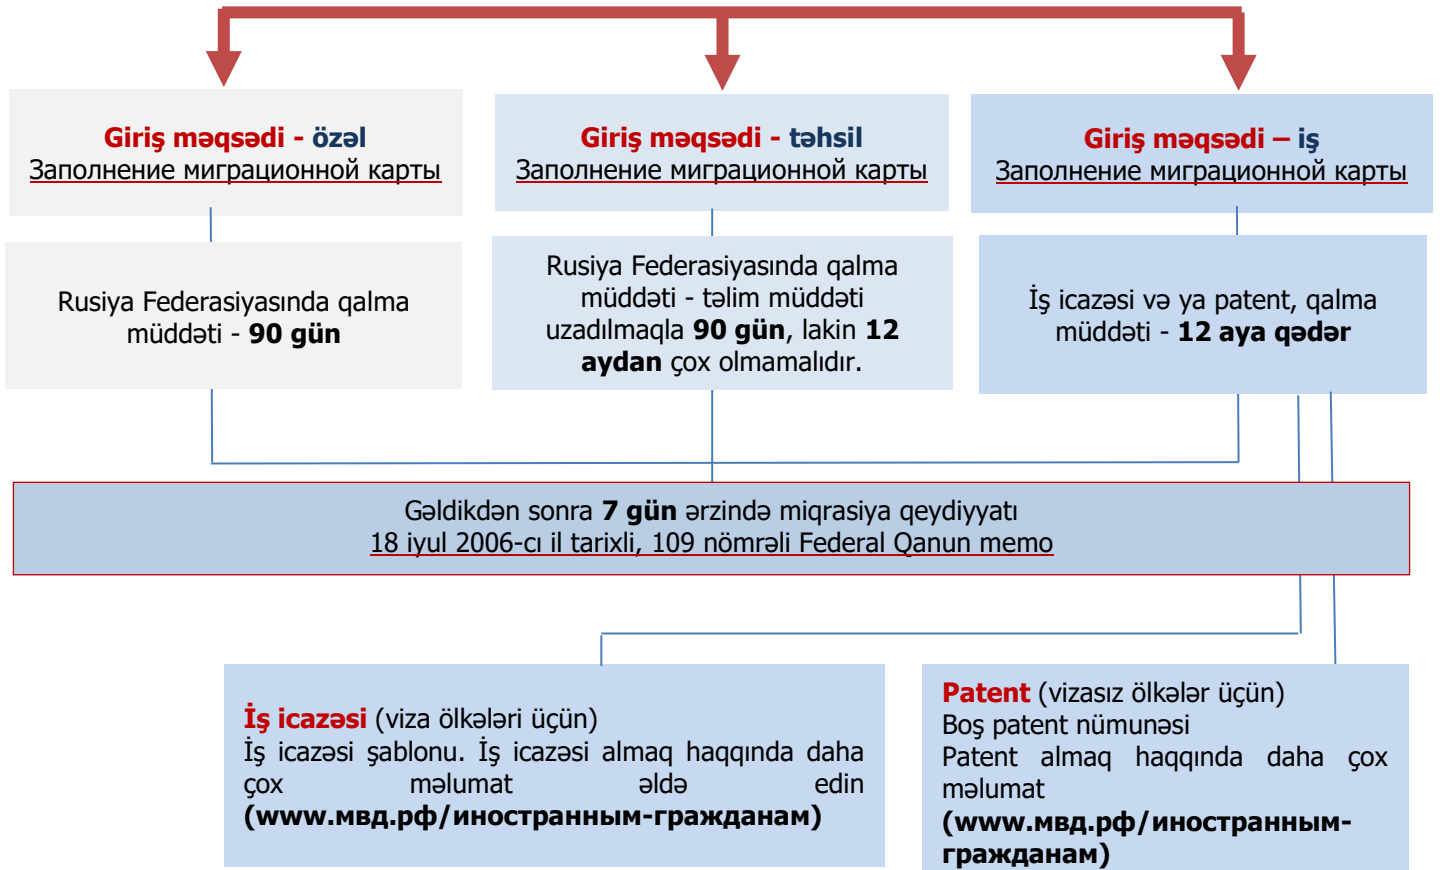 Giriş məqsədi - özəl
Заполнение миграционной карты
Giriş məqsədi - təhsil
Заполнение миграционной карты
Giriş məqsədi – iş
Заполнение миграционной карты
Rusiya Federasiyasında qalma
müddəti - 90 gün
Rusiya Federasiyasında qalma
müddəti - təlim müddəti
uzadılmaqla 90 gün, lakin 12
aydan çox olmamalıdır.
İş icazəsi və ya patent, qalma
müddəti - 12 aya qədər
Gəldikdən sonra 7 gün ərzində miqrasiya qeydiyyatı
18 iyul 2006-cı il tarixli, 109 nömrəli Federal Qanun memo
İş icazəsi (viza ölkələri üçün)
İş icazəsi şablonu. İş icazəsi almaq haqqında daha
çox məlumat əldə edin
(www.мвд.рф/иностранным-гражданам)
Patent (vizasız ölkələr üçün)
Boş patent nümunəsi
Patent almaq haqqında daha çox
məlumat
(www.мвд.рф/иностранным-
гражданам)